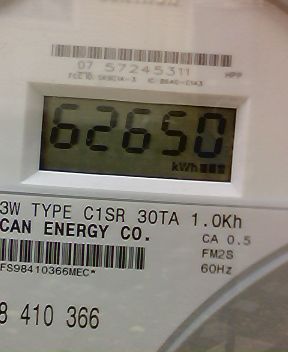 07 57245311 HPP
62650
kWh
3W TYPE C1SR 30TA 1.0Kh
CAN ENERGY CO. CA 0.5
FM2S
FS98410366MEC* 60Hz
8 410 366